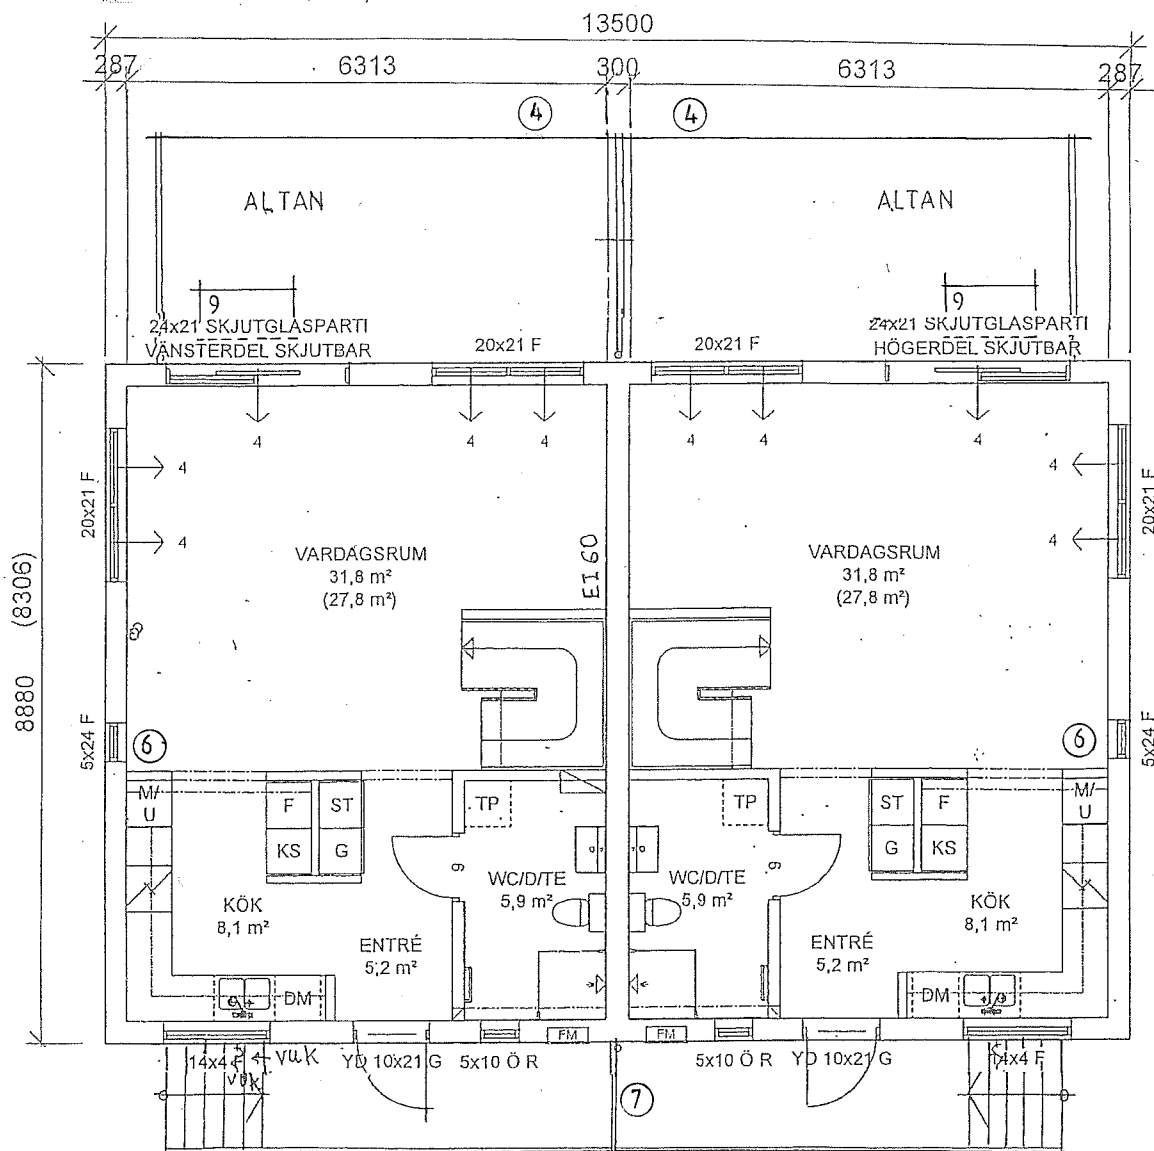 13500
287 6313 300 6313 287
4 4
ALTAN ALTAN
9 9
24x21 SKJUTGLASPARTI 24x21 SKJUTGLASPARTI
VÄNSTERDEL SKJUTBAR 20x21 F 20x21 F HÖGERDEL SKJUTBAR
4 4 4 4 4 4
4 4
20x21 F 20x21 F
4 4
VARDAGSRUM VARDAGSRUM
31,8 m² 31,8 m²
(27,8 m²) (27,8 m²)
EI60
8880 (8306)
5x24 F 5x24 F
6 6
M/ M/
U U
F ST TP TP ST F
KS G G KS
9 9
WC/D/TE WC/D/TE
5,9 m² 5,9 m²
KÖK KÖK
8,1 m² 8,1 m²
ENTRÉ ENTRÉ
5,2 m² 5,2 m²
DM DM
FM FM
14x4 F ← VUK YD 10x21 G 5x10 Ö R 5x10 Ö R YD 10x21 G 14x4 F
VUK
7